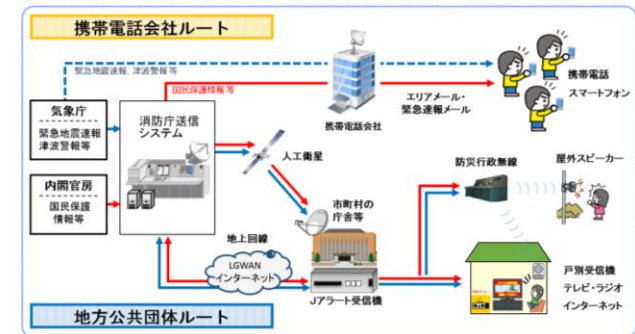 携帯電話会社ルート
緊急地震速報、津波警報等
国民保護情報等
気象庁
緊急地震速報
津波警報等
消防庁送信
システム
携帯電話会社
エリアメール・
緊急速報メール
携帯電話
スマートフォン
人工衛星
内閣官房
国民保護
情報等
市町村の
庁舎等
防災行政無線
屋外スピーカー
地上回線
LGWAN
インターネット
Jアラート受信機
戸別受信機
テレビ・ラジオ
インターネット
地方公共団体ルート